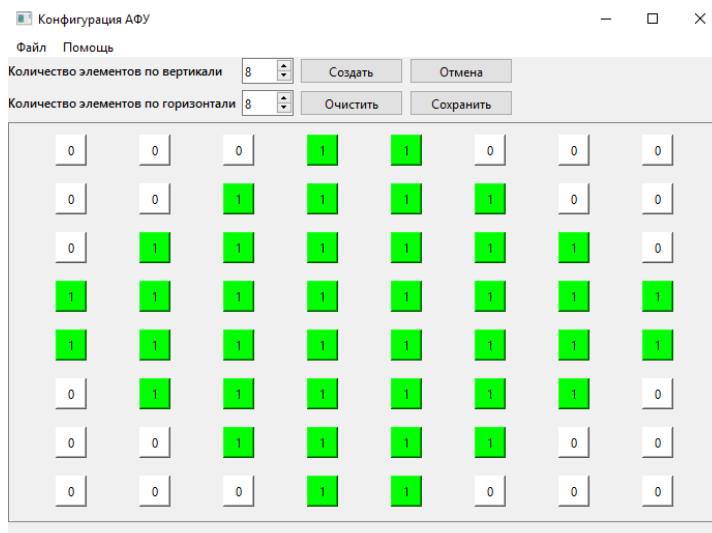 Конфигурация АФУ
Файл Помощь
Количество элементов по вертикали 8 Создать Отмена
Количество элементов по горизонтали 8 Очистить Сохранить
0 0 0 1 1 0 0 0
0 0 1 1 1 1 0 0
0 1 1 1 1 1 1 0
1 1 1 1 1 1 1 1
1 1 1 1 1 1 1 1
0 1 1 1 1 1 1 0
0 0 1 1 1 1 0 0
0 0 0 1 1 0 0 0